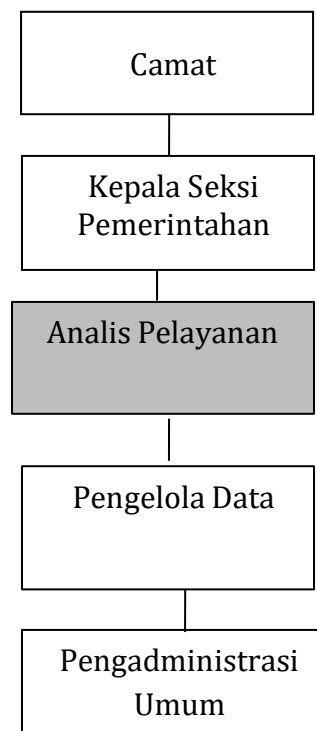 Camat
Kepala Seksi
Pemerintahan
Analis Pelayanan
Pengelola Data
Pengadministrasi
Umum